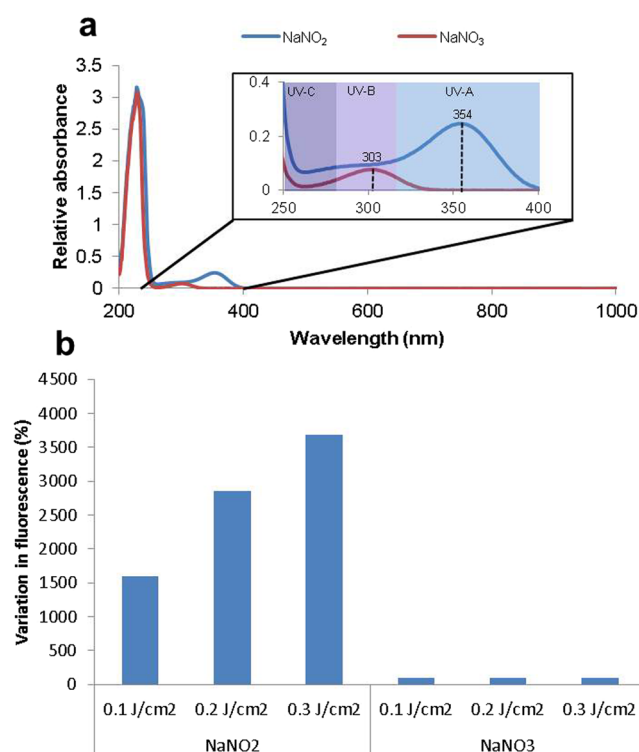 a
NaNO2 NaNO3
3.5
3
2.5
2
1.5
1
0.5
0
Relative absorbance
0.4
0.2
0
UV-C UV-B UV-A
354
303
250 300 350 400
200 400 600 800 1000
Wavelength (nm)
b
4500
4000
3500
3000
2500
2000
1500
1000
500
0
Variation in fluorescence (%)
0.1 J/cm2 0.2 J/cm2 0.3 J/cm2 0.1 J/cm2 0.2 J/cm2 0.3 J/cm2
NaNO2 NaNO3